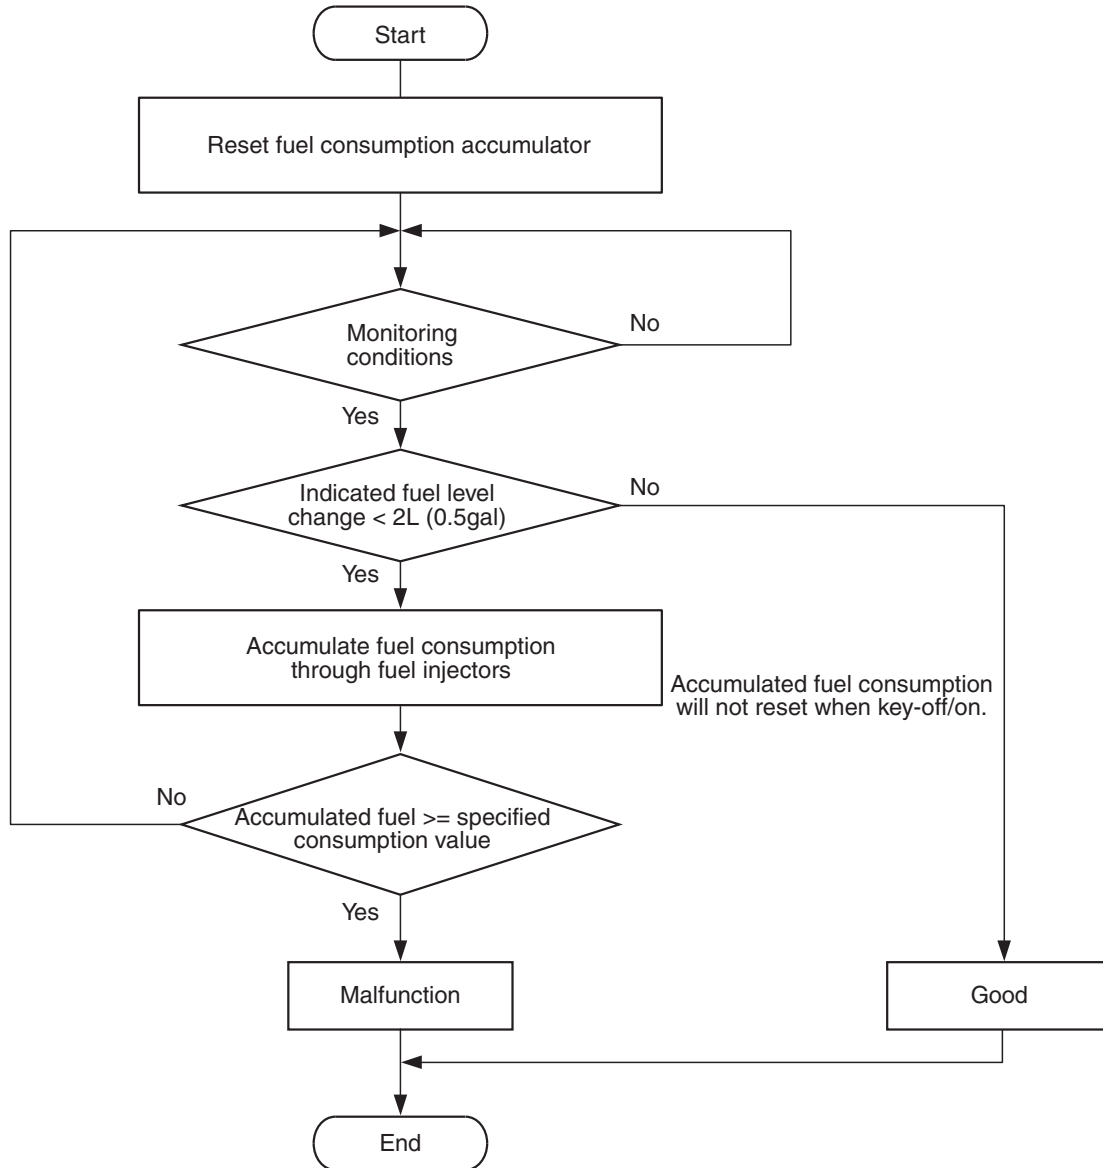 Start
Reset fuel consumption accumulator
Monitoring
conditions
No
Yes
Indicated fuel level
change < 2L (0.5gal)
No
Yes
Accumulate fuel consumption
through fuel injectors
Accumulated fuel consumption
will not reset when key-off/on.
No
Accumulated fuel >= specified
consumption value
Yes
Malfunction
Good
End